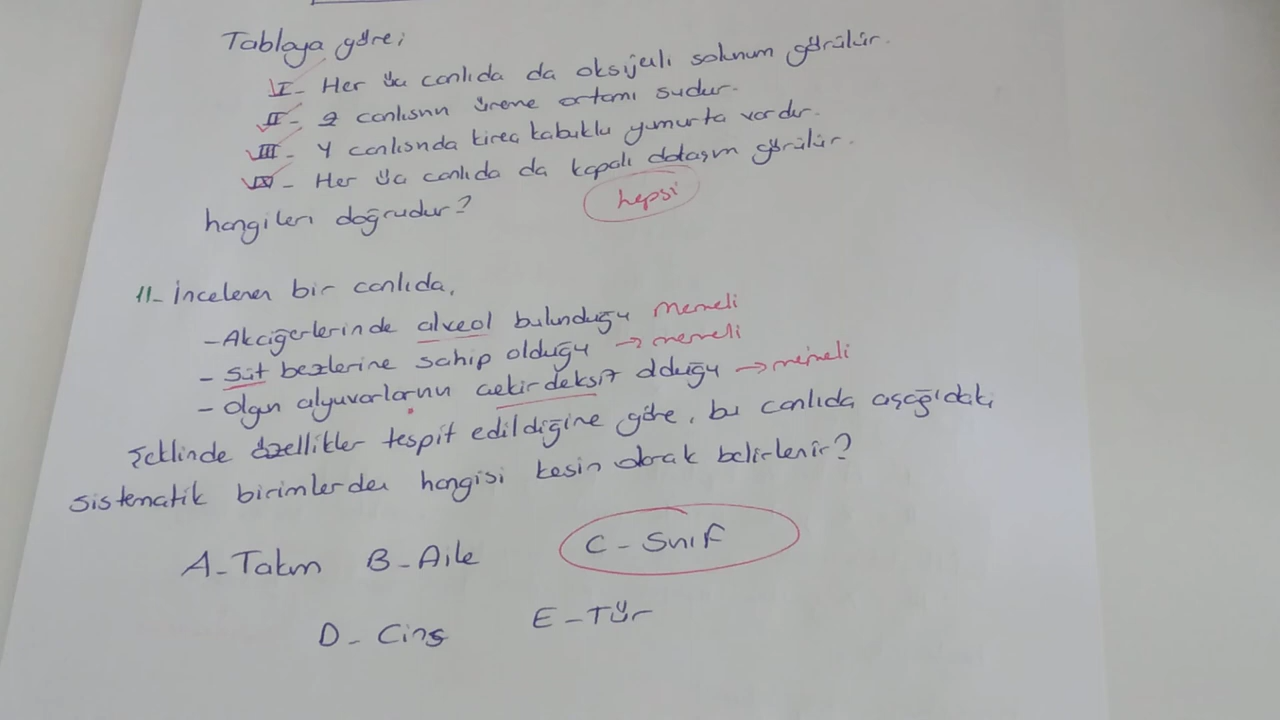 Tabloya göre;
I- Her üç canlıda da oksijenli solunum görülür.
II- 2 canlısının üreme ortamı sudur.
III- Y canlısında kireç kabuklu yumurta vardır.
IV- Her üç canlıda da kapalı dolaşım görülür.
hangileri doğrudur? hepsi
11- İncelenen bir canlıda,
- Akciğerlerinde alveol bulunduğu memeli
- Süt bezlerine sahip olduğu → memeli
- Olgun alyuvarlarının çekirdeksiz olduğu → memeli
Şeklinde özellikler tespit edildiğine göre, bu canlıda aşağıdaki
sistematik birimlerden hangisi kesin olarak belirlenir?
A- Takım B- Aile C- Sınıf
D- Cins E- Tür